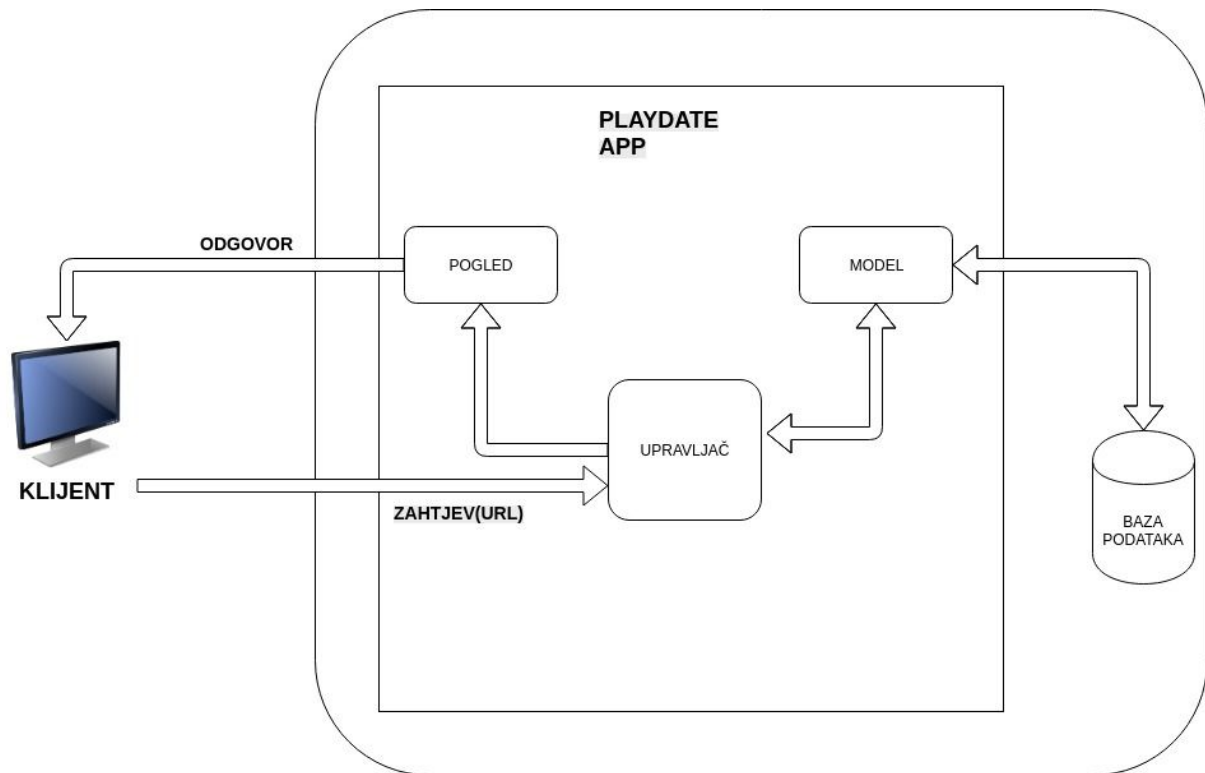 PLAYDATE
APP
ODGOVOR
POGLED
MODEL
UPRAVLJAČ
KLIJENT
ZAHTJEV(URL)
BAZA
PODATAKA